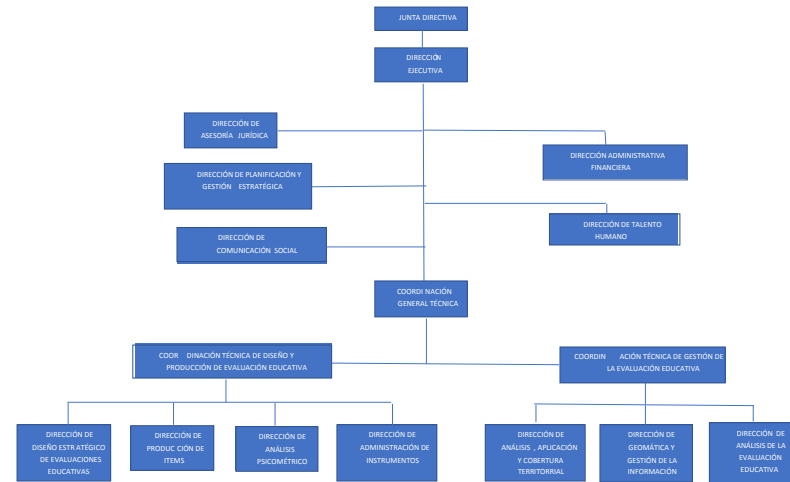 JUNTA DIRECTIVA
DIRECCIÓN
EJECUTIVA
DIRECCIÓN DE
ASESORÍA JURÍDICA
DIRECCIÓN ADMINISTRATIVA
FINANCIERA
DIRECCIÓN DE PLANIFICACIÓN Y
GESTIÓN ESTRATÉGICA
DIRECCIÓN DE TALENTO
HUMANO
DIRECCIÓN DE
COMUNICACIÓN SOCIAL
COORDI NACIÓN
GENERAL TÉCNICA
COOR DINACIÓN TÉCNICA DE DISEÑO Y
PRODUCCIÓN DE EVALUACIÓN EDUCATIVA
COORDIN ACIÓN TÉCNICA DE GESTIÓN DE
LA EVALUACIÓN EDUCATIVA
DIRECCIÓN DE
DISEÑO ESTR ATÉGICO
DE EVALUACIONES
EDUCATIVAS
DIRECCIÓN DE
PRODUC CIÓN DE
ITEMS
DIRECCIÓN DE
ANÁLISIS
PSICOMÉTRICO
DIRECCIÓN DE
ADMINISTRACIÓN DE
INSTRUMENTOS
DIRECCIÓN DE
ANÁLISIS , APLICACIÓN
Y COBERTURA
TERRITORRIAL
DIRECCIÓN DE
GEOMÁTICA Y
GESTIÓN DE LA
INFORMACIÓN
DIRECCIÓN DE
ANÁLISIS DE LA
EVALUACIÓN
EDUCATIVA